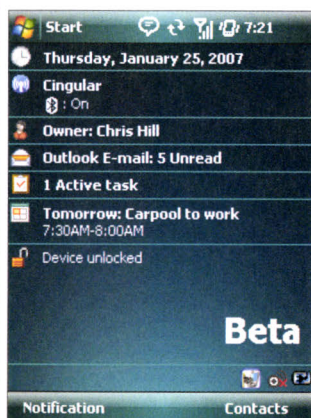 Start 7:21
Thursday, January 25, 2007
Cingular
: On
Owner: Chris Hill
Outlook E-mail: 5 Unread
1 Active task
Tomorrow: Carpool to work
7:30AM-8:00AM
Device unlocked
Beta
Notification Contacts